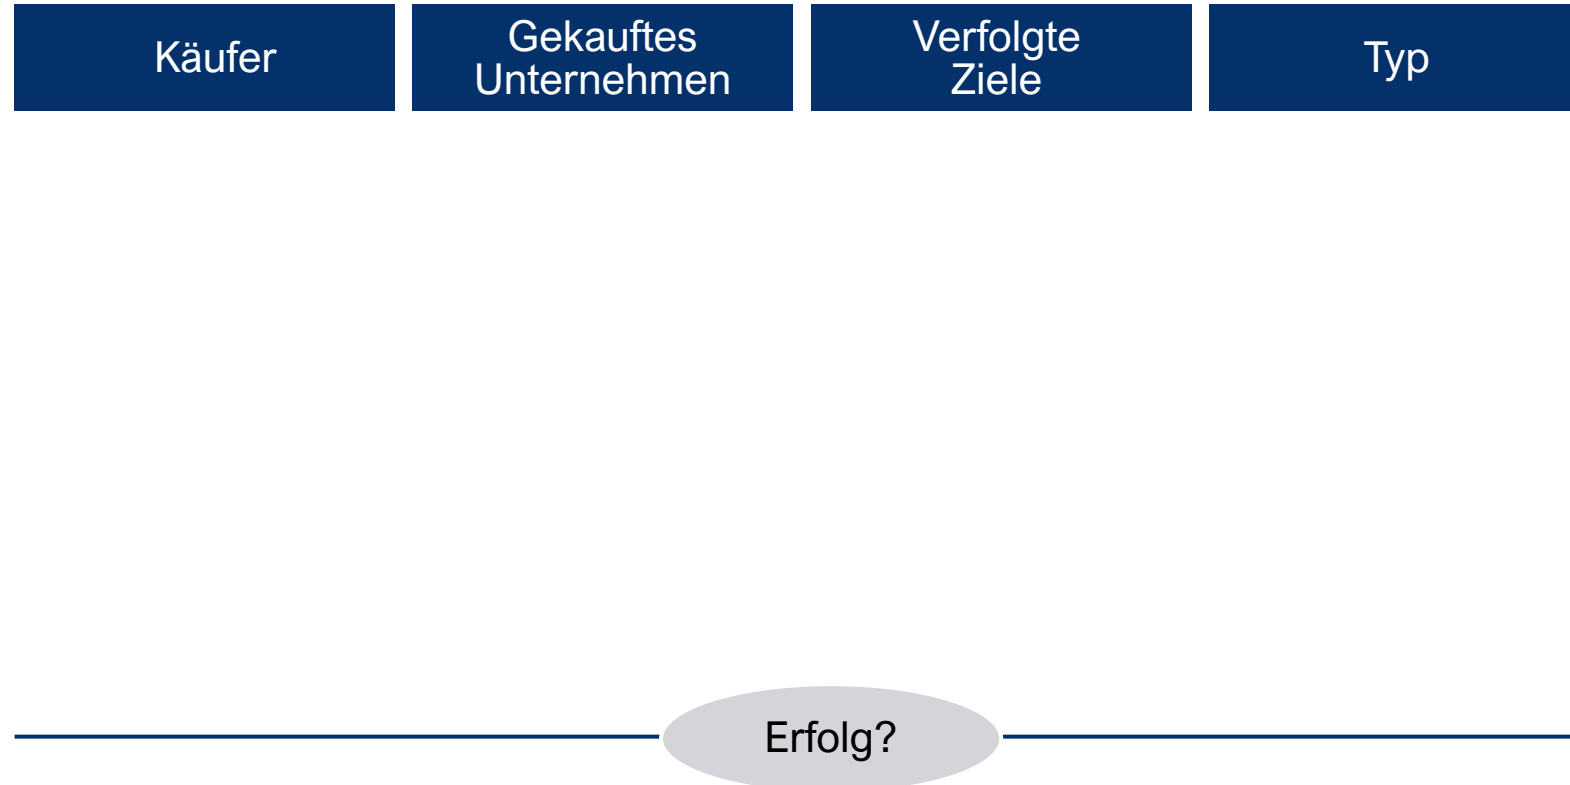 Käufer
Gekauftes
Unternehmen
Verfolgte
Ziele
Typ
Erfolg?